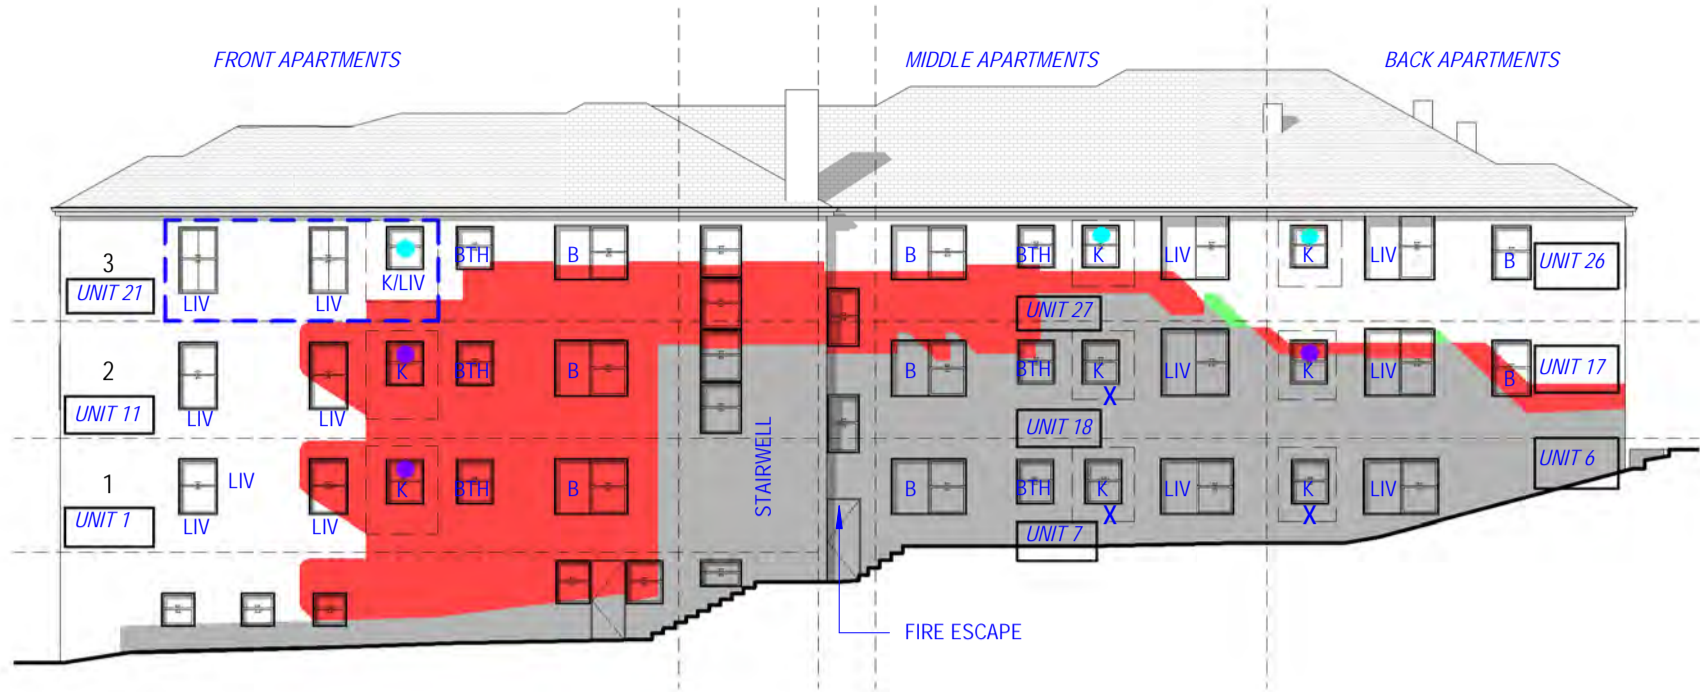 FRONT APARTMENTS
MIDDLE APARTMENTS
BACK APARTMENTS
3
UNIT 21
LIV
LIV
K/LIV
BTH
B
B
BTH
K
LIV
K
LIV
B
UNIT 26
UNIT 27
2
UNIT 11
LIV
LIV
K
BTH
B
B
BTH
K
X
LIV
K
LIV
B
UNIT 17
UNIT 18
STAIRWELL
1
UNIT 1
LIV
LIV
LIV
K
BTH
B
B
BTH
K
X
LIV
K
X
LIV
UNIT 6
UNIT 7
FIRE ESCAPE